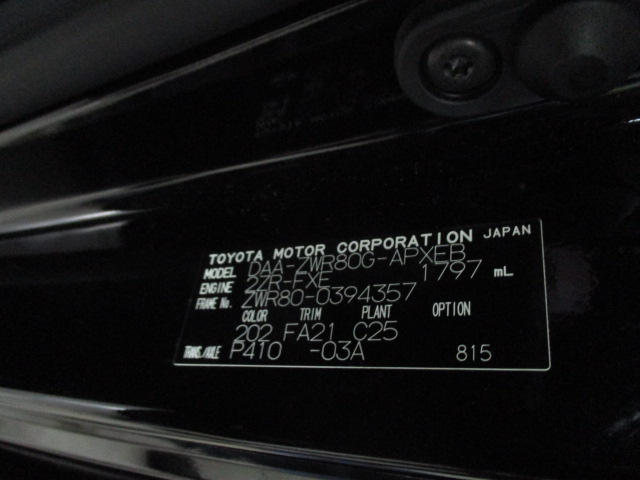 TOYOTA MOTOR CORPORATION JAPAN
MODEL DAA-ZWR80G-APXEB
ENGINE 2ZR-FXE 1797 mL
FRAME No. ZWR80-0394357
COLOR TRIM PLANT OPTION
202 FA21 C25
TRANS/AXLE P410 -03A 815